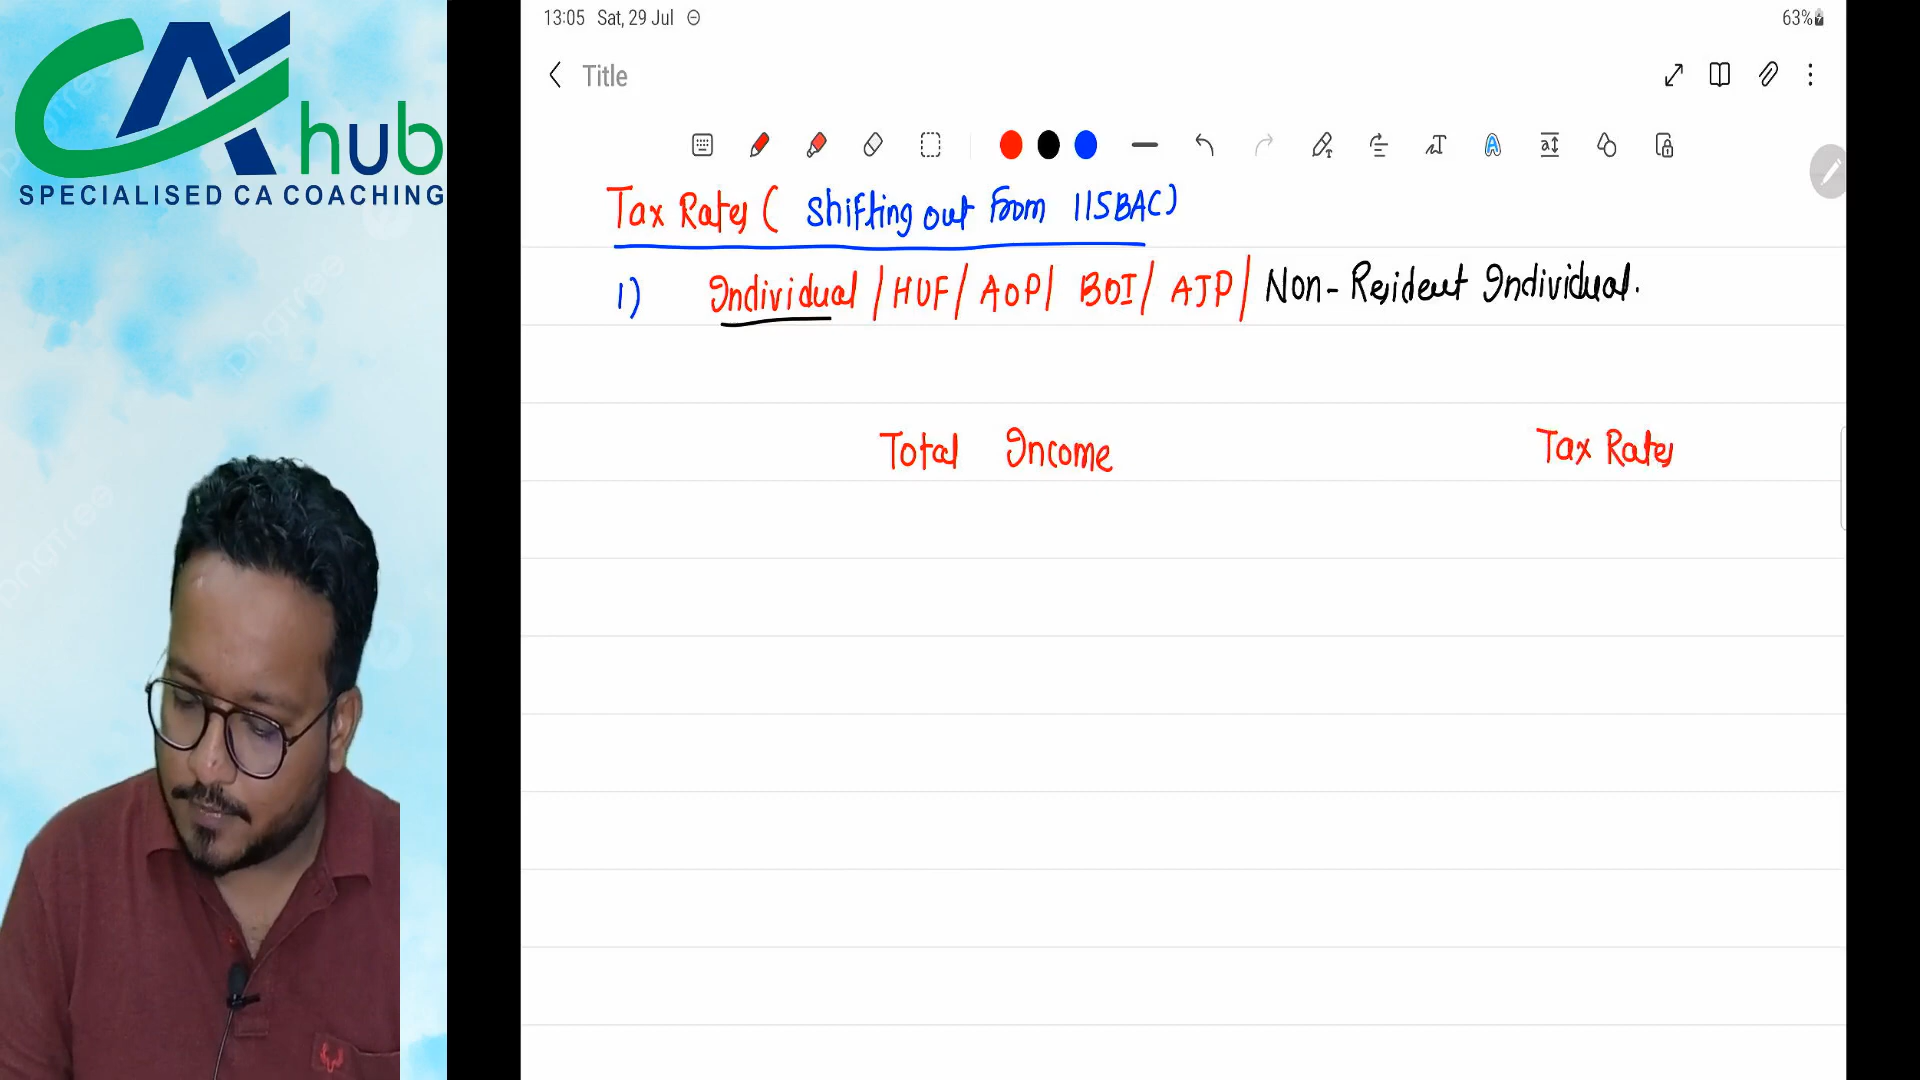 CA hub
SPECIALISED CA COACHING
13:05 Sat, 29 Jul
63%
Title
Tax Rates ( Shifting out from 115BAC)
1) Individual / HUF / AOP / BOI / AJP / Non-Resident Individual.
Total Income Tax Rates
pngtree